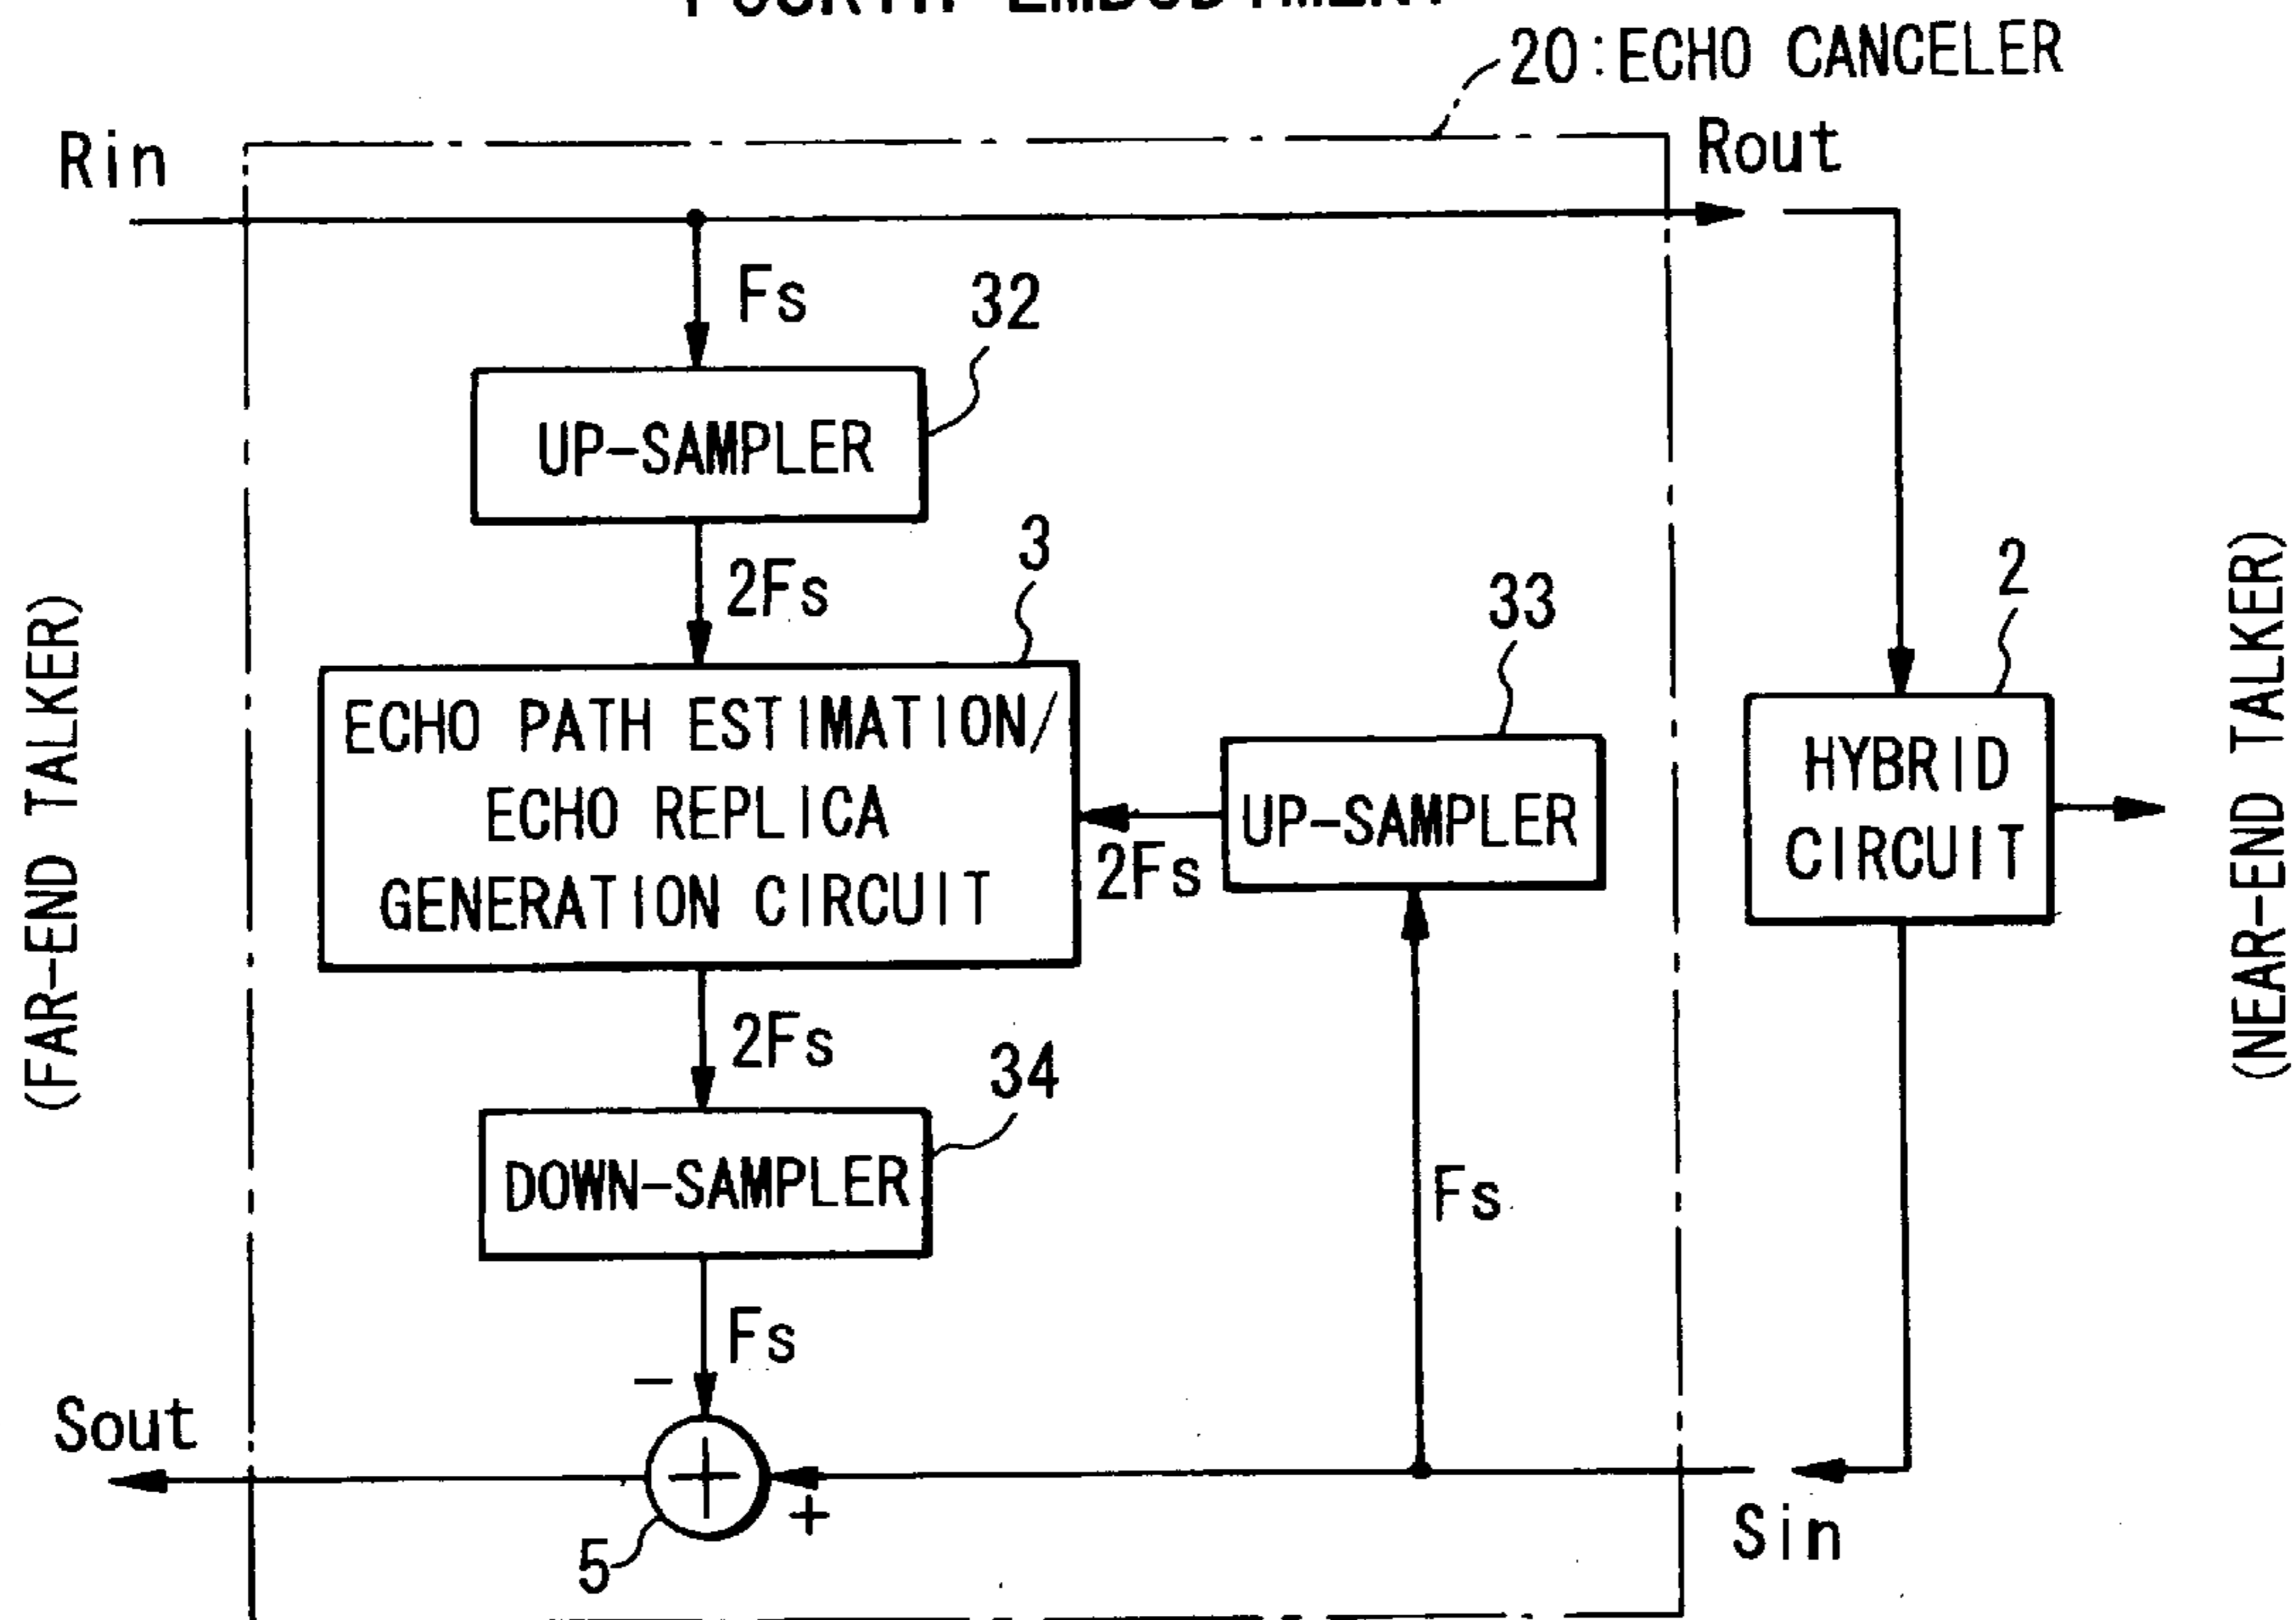 FOURTH EMBODIMENT
20:ECHO CANCELER
Rin
Rout
Fs
32
UP-SAMPLER
2Fs
3
ECHO PATH ESTIMATION/
ECHO REPLICA
GENERATION CIRCUIT
33
UP-SAMPLER
2Fs
2
HYBRID
CIRCUIT
(FAR-END TALKER)
(NEAR-END TALKER)
2Fs
34
DOWN-SAMPLER
Fs
Fs
−
+
Sout
Sin
5